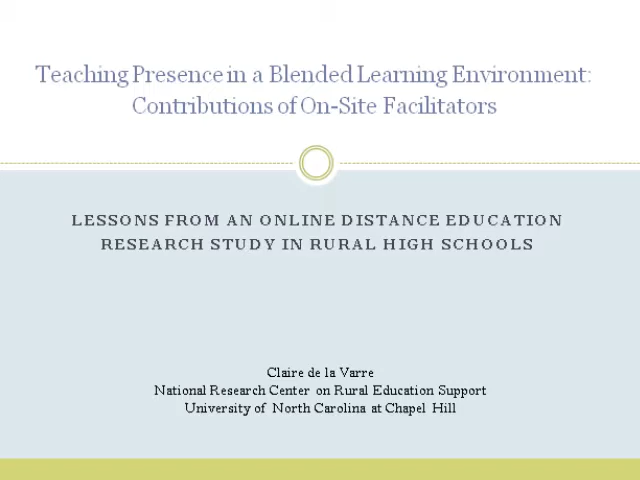 Teaching Presence in a Blended Learning Environment:
Contributions of On-Site Facilitators
LESSONS FROM AN ONLINE DISTANCE EDUCATION
RESEARCH STUDY IN RURAL HIGH SCHOOLS
Claire de la Varre
National Research Center on Rural Education Support
University of North Carolina at Chapel Hill